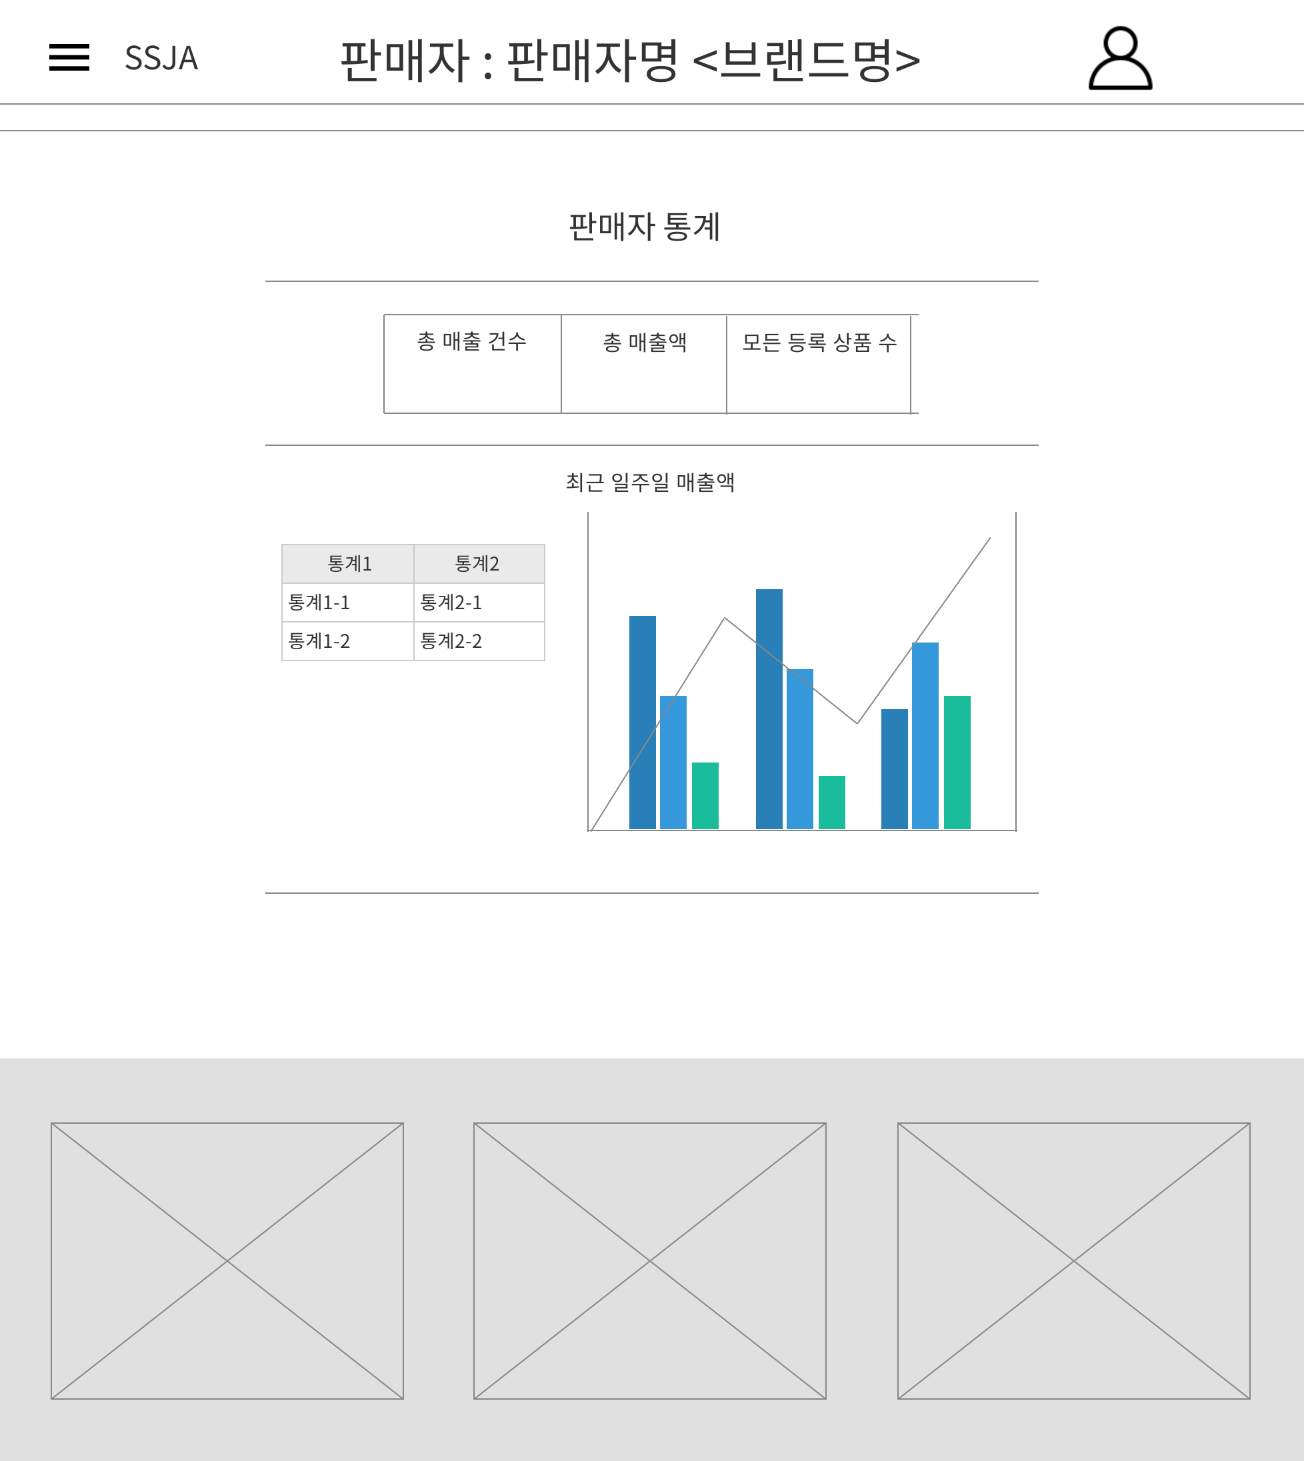 SSJA
판매자 : 판매자명 <브랜드명>
판매자 통계
총 매출 건수
총 매출액
모든 등록 상품 수
최근 일주일 매출액
통계1 통계2
통계1-1 통계2-1
통계1-2 통계2-2